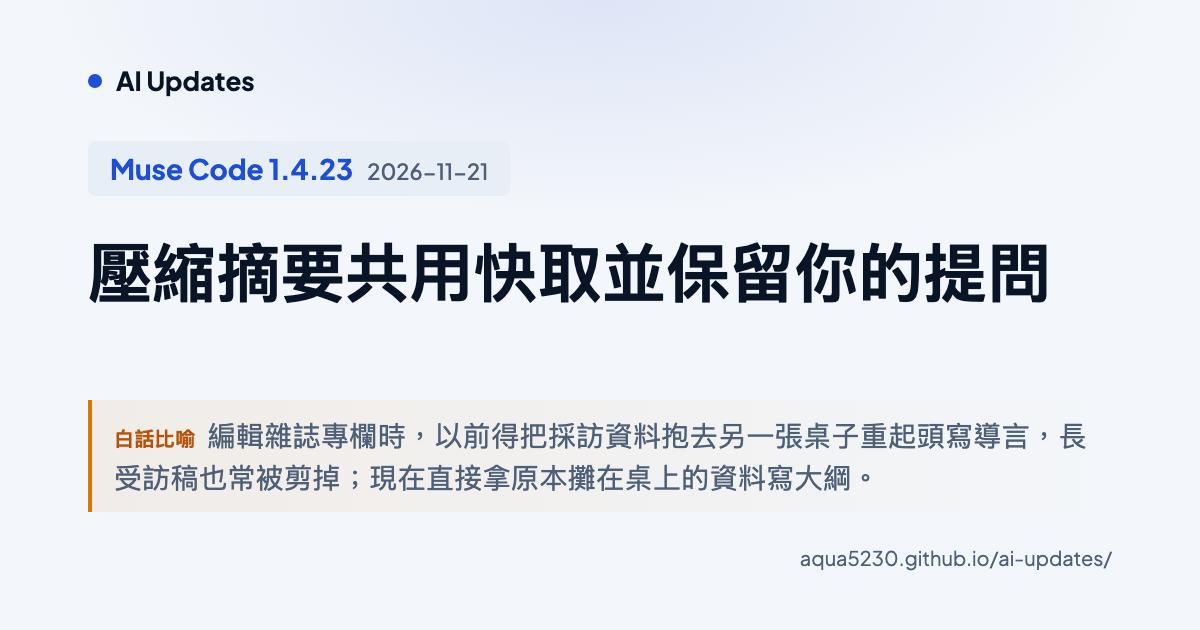 AI Updates
Muse Code 1.4.23 2026-11-21
壓縮摘要共用快取並保留你的提問
白話比喻 編輯雜誌專欄時，以前得把採訪資料抱去另一張桌子重起頭寫導言，長
受訪稿也常被剪掉；現在直接拿原本攤在桌上的資料寫大綱。
aqua5230.github.io/ai-updates/